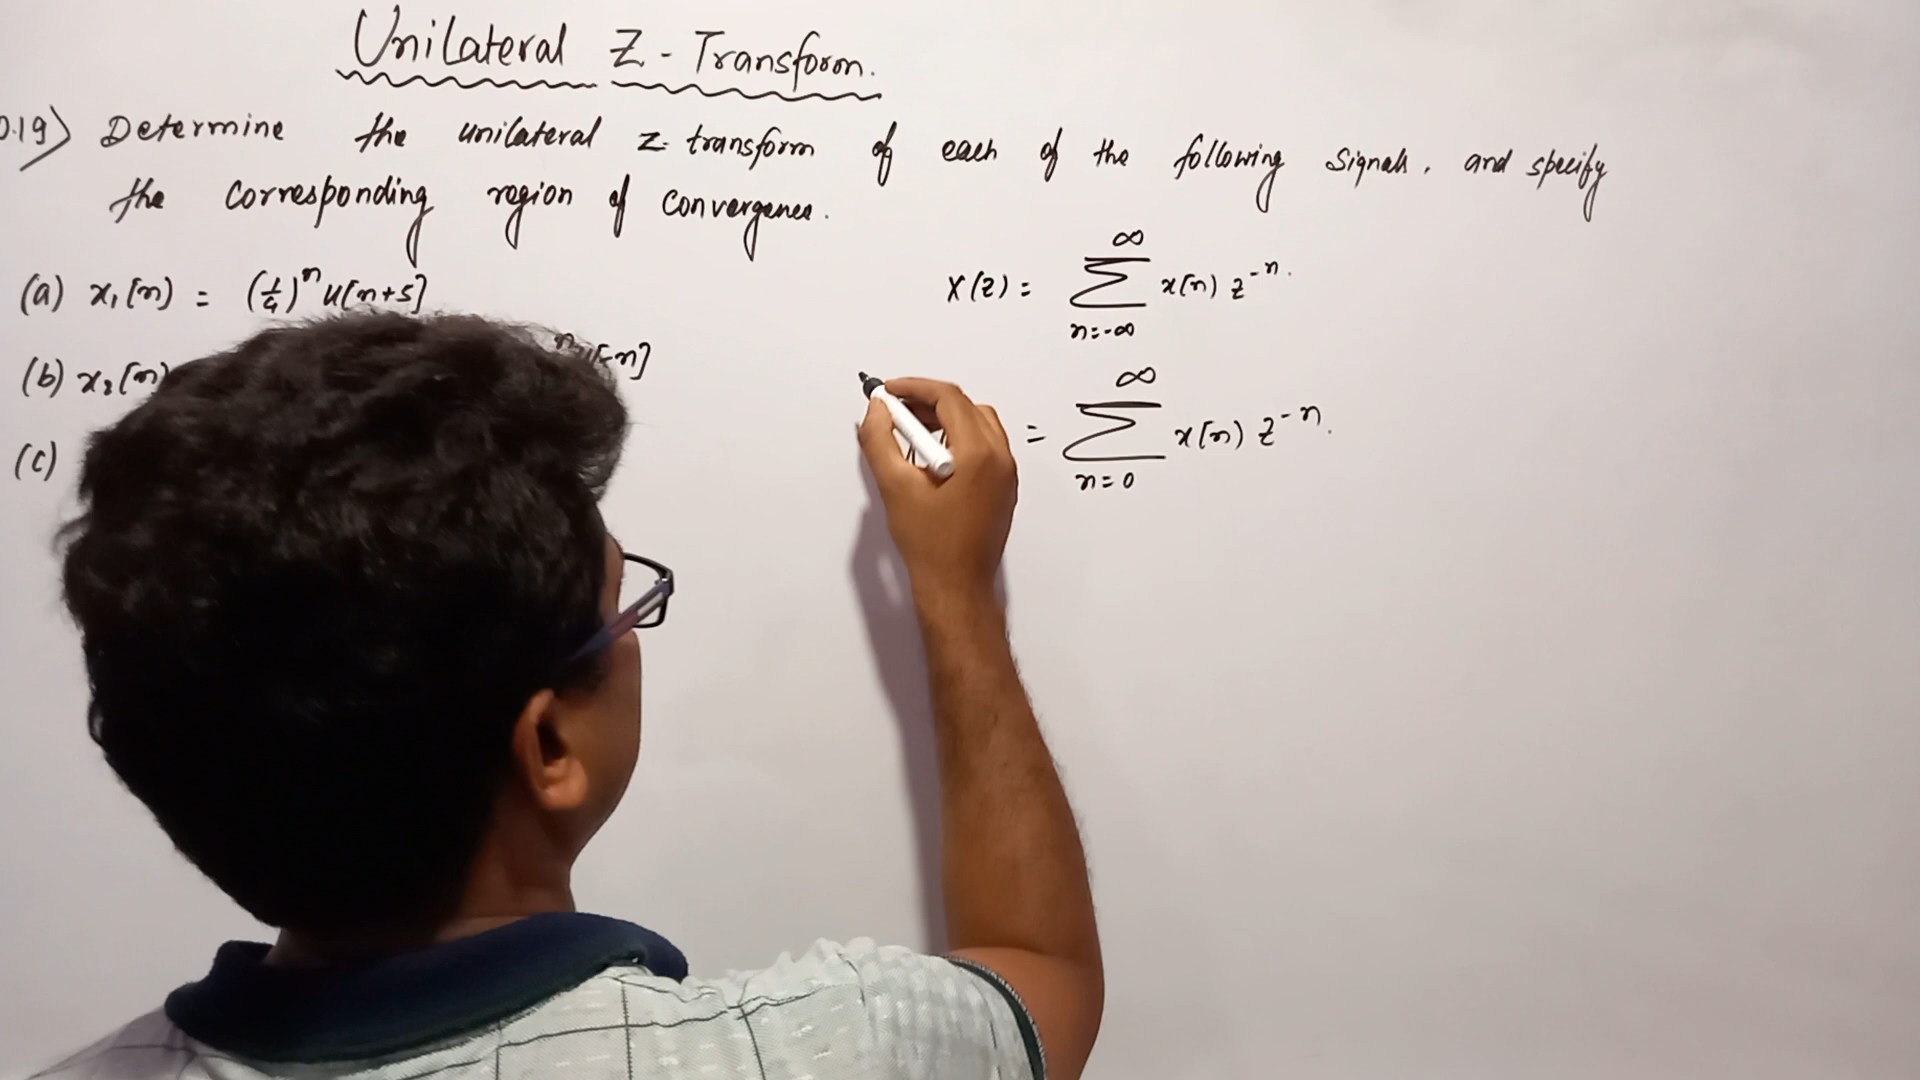 Unilateral Z-Transform.
0.19) Determine the unilateral z-transform of each of the following signals, and specify
the corresponding region of convergence.
(a) x₁[n] = (1/4)ⁿ u[n+5]
(b) x₂[n] n u[-n]
(c)
X(z) = ∑_{n=-∞}^{∞} x[n] z⁻ⁿ.
= ∑_{n=0}^{∞} x[n] z⁻ⁿ.